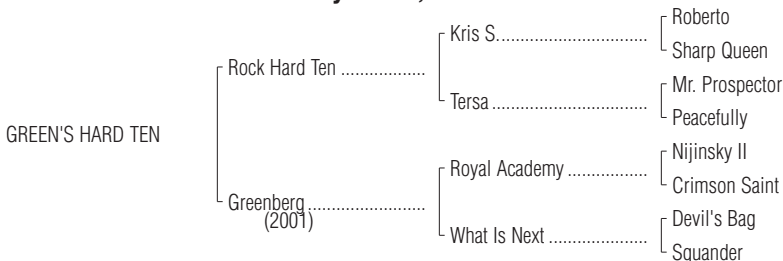 Roberto
Kris S.
Sharp Queen
Rock Hard Ten
Mr. Prospector
Tersa
Peacefully
GREEN'S HARD TEN
Nijinsky II
Royal Academy
Crimson Saint
Greenberg
(2001)
Devil's Bag
What Is Next
Squander